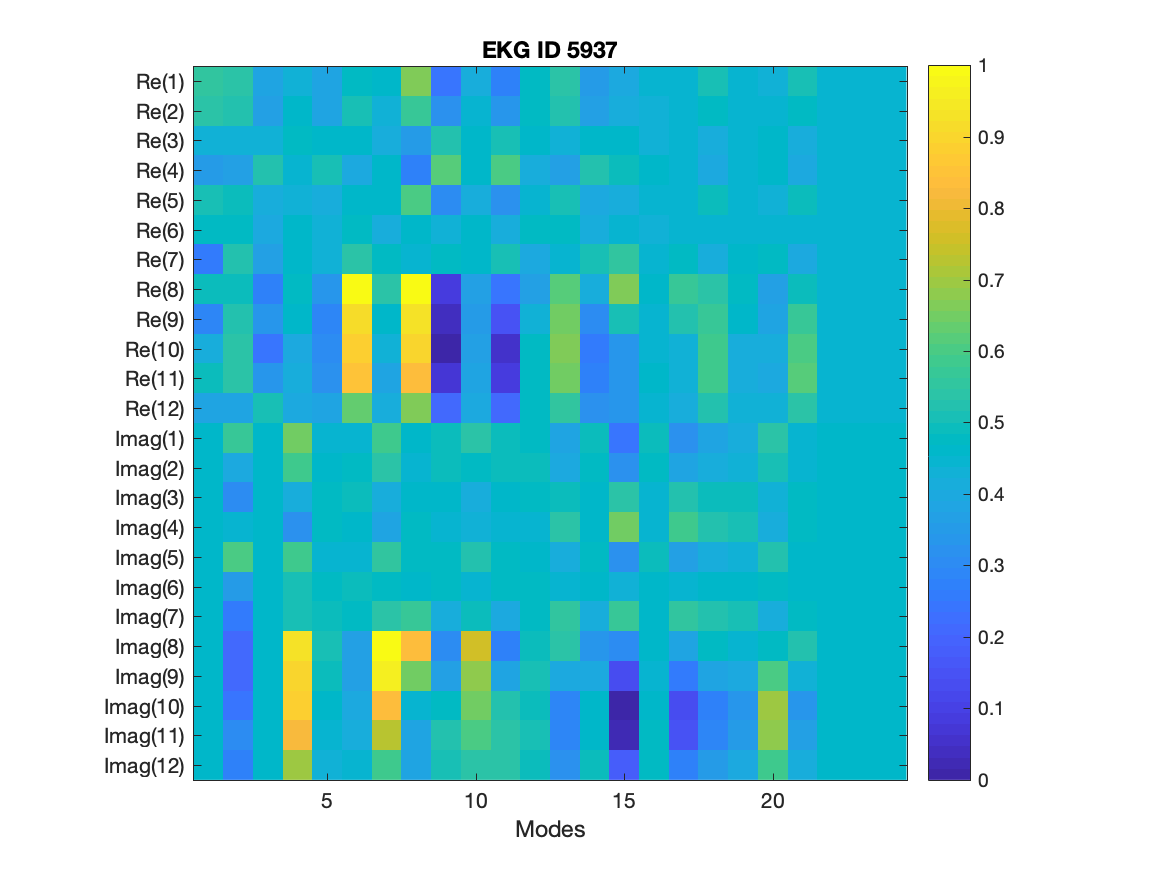 EKG ID 5937
Re(1)
Re(2)
Re(3)
Re(4)
Re(5)
Re(6)
Re(7)
Re(8)
Re(9)
Re(10)
Re(11)
Re(12)
Imag(1)
Imag(2)
Imag(3)
Imag(4)
Imag(5)
Imag(6)
Imag(7)
Imag(8)
Imag(9)
Imag(10)
Imag(11)
Imag(12)
5 10 15 20
Modes
1
0.9
0.8
0.7
0.6
0.5
0.4
0.3
0.2
0.1
0